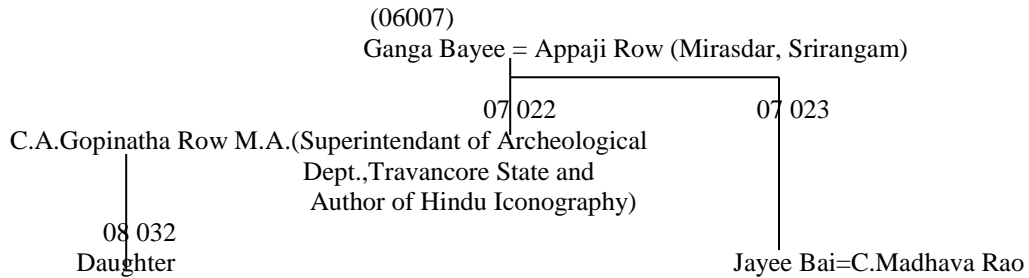 (06007)
Ganga Bayee = Appaji Row (Mirasdar, Srirangam)
07 022 07 023
C.A.Gopinatha Row M.A.(Superintendant of Archeological
Dept.,Travancore State and
Author of Hindu Iconography)
08 032
Daughter Jayee Bai=C.Madhava Rao